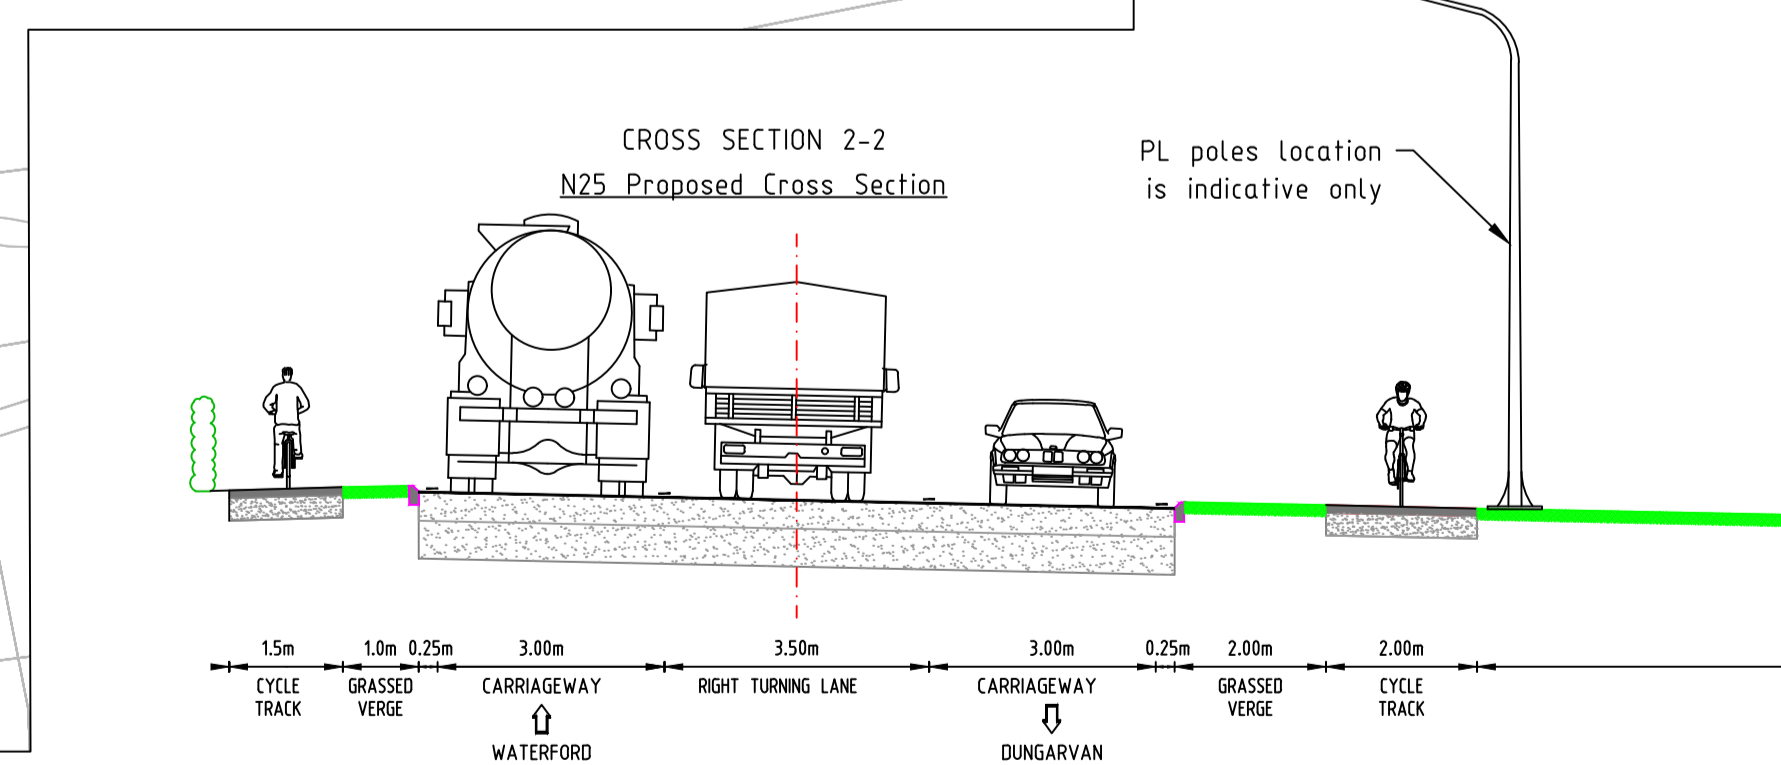 CROSS SECTION 2-2
N25 Proposed Cross Section
PL poles location
is indicative only
1.5m 1.0m 0.25m 3.00m 3.50m 3.00m 0.25m 2.00m 2.00m
CYCLE GRASSED CARRIAGEWAY RIGHT TURNING LANE CARRIAGEWAY GRASSED CYCLE
TRACK VERGE VERGE TRACK
WATERFORD DUNGARVAN